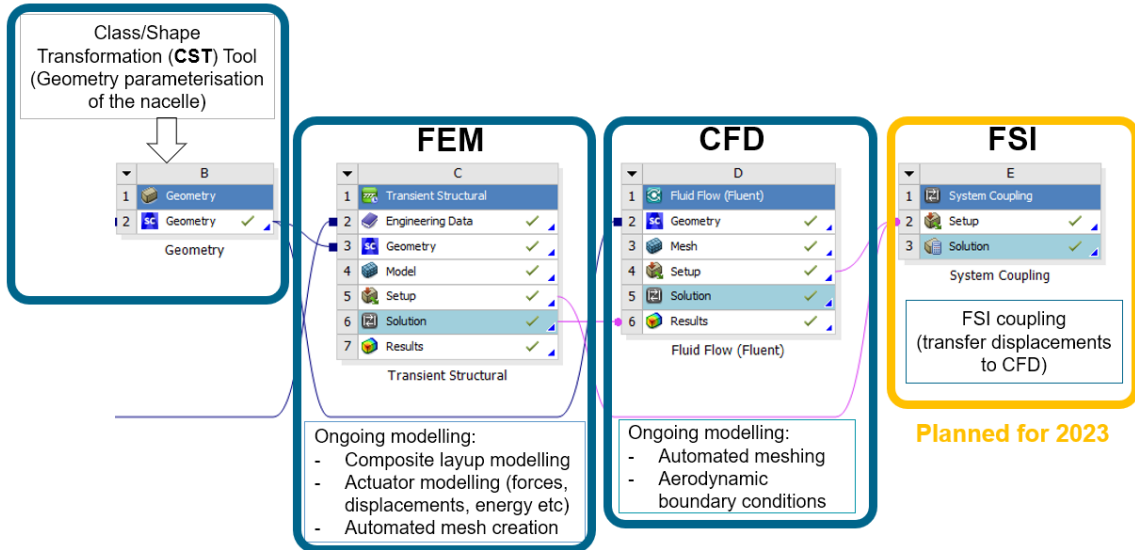 Class/Shape
Transformation (CST) Tool
(Geometry parameterisation
of the nacelle)
B
1 Geometry
2 SC Geometry
Geometry
FEM
C
1 Transient Structural
2 Engineering Data
3 SC Geometry
4 Model
5 Setup
6 Solution
7 Results
Transient Structural
Ongoing modelling:
- Composite layup modelling
- Actuator modelling (forces,
displacements, energy etc)
- Automated mesh creation
CFD
D
1 Fluid Flow (Fluent)
2 SC Geometry
3 Mesh
4 Setup
5 Solution
6 Results
Fluid Flow (Fluent)
Ongoing modelling:
- Automated meshing
- Aerodynamic
boundary conditions
FSI
E
1 System Coupling
2 Setup
3 Solution
System Coupling
FSI coupling
(transfer displacements
to CFD)
Planned for 2023